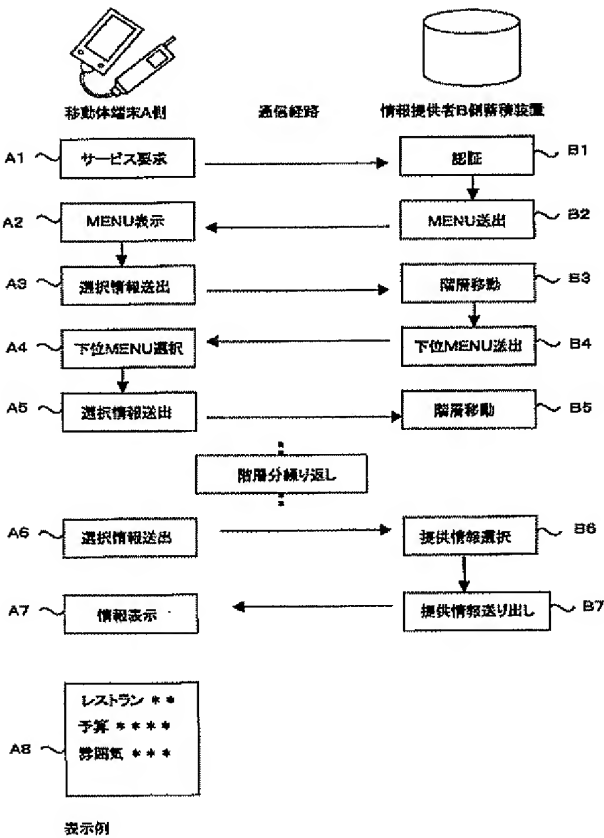 移動体端末A側 通信経路 情報提供者B側蓄積装置
A1 サービス要求 認証 B1
A2 MENU表示 MENU送出 B2
A3 選択情報送出 階層移動 B3
A4 下位MENU選択 下位MENU送出 B4
A5 選択情報送出 階層移動 B5
階層分繰り返し
A6 選択情報送出 提供情報選択 B6
A7 情報表示 提供情報送り出し B7
A8
レストラン * *
予算 * * * *
雰囲気 * * *
表示例